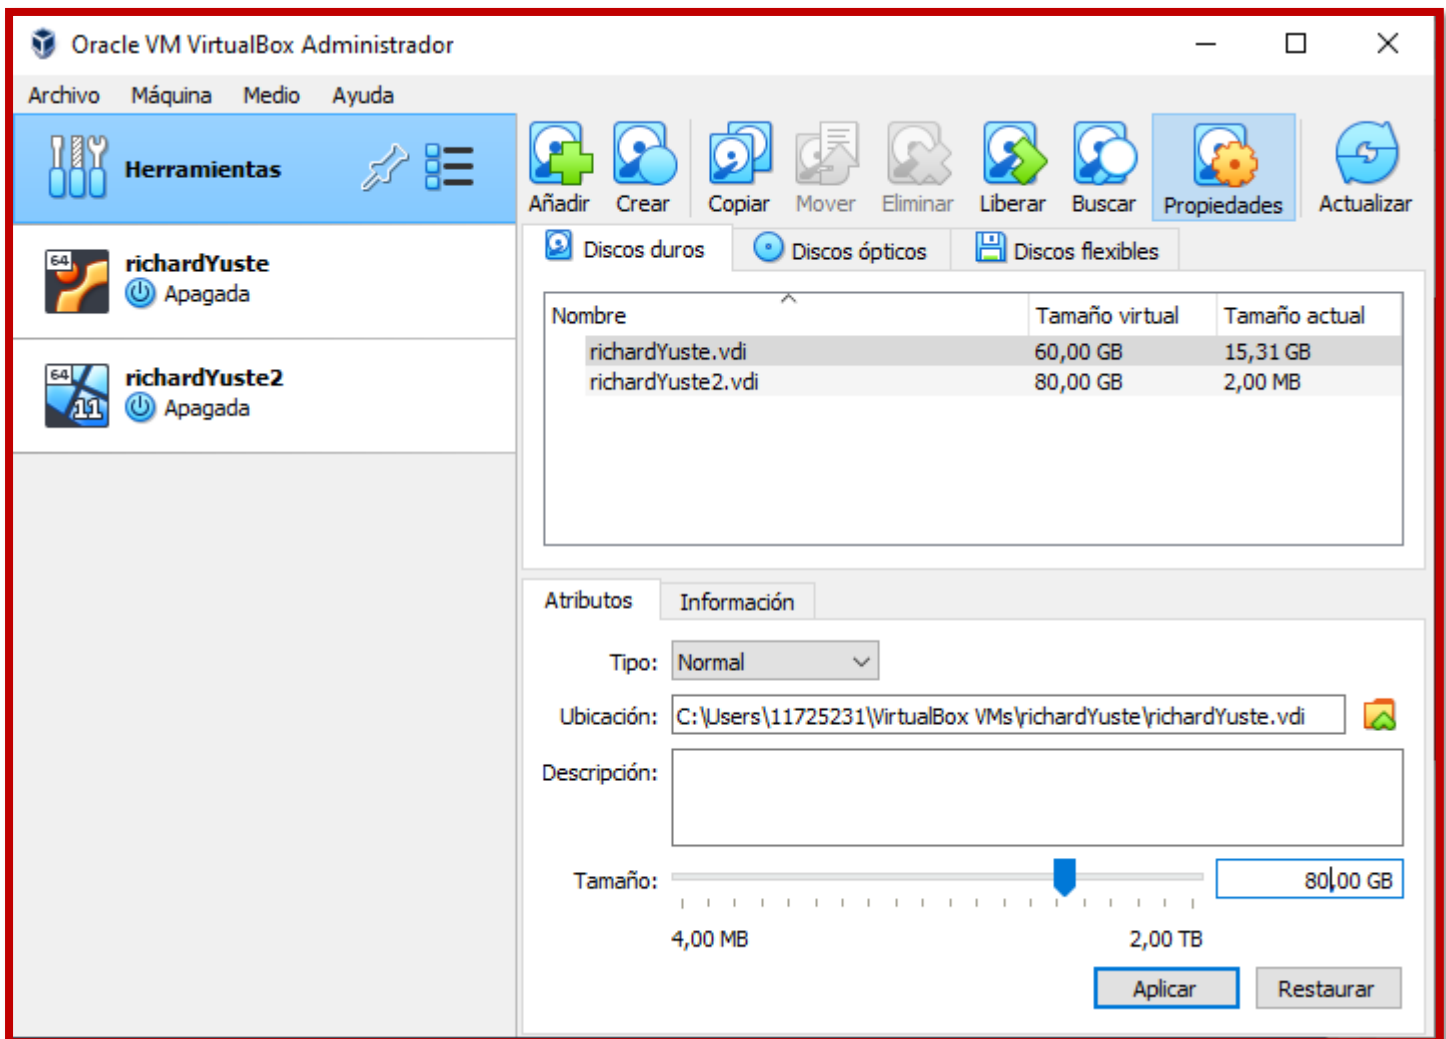 Oracle VM VirtualBox Administrador
Archivo Máquina Medio Ayuda
Herramientas
64
richardYuste
Apagada
64
11
richardYuste2
Apagada
Añadir Crear Copiar Mover Eliminar Liberar Buscar Propiedades Actualizar
Discos duros Discos ópticos Discos flexibles
Nombre Tamaño virtual Tamaño actual
richardYuste.vdi 60,00 GB 15,31 GB
richardYuste2.vdi 80,00 GB 2,00 MB
Atributos Información
Tipo: Normal
Ubicación: C:\Users\11725231\VirtualBox VMs\richardYuste\richardYuste.vdi
Descripción:
Tamaño: 80,00 GB
4,00 MB 2,00 TB
Aplicar Restaurar